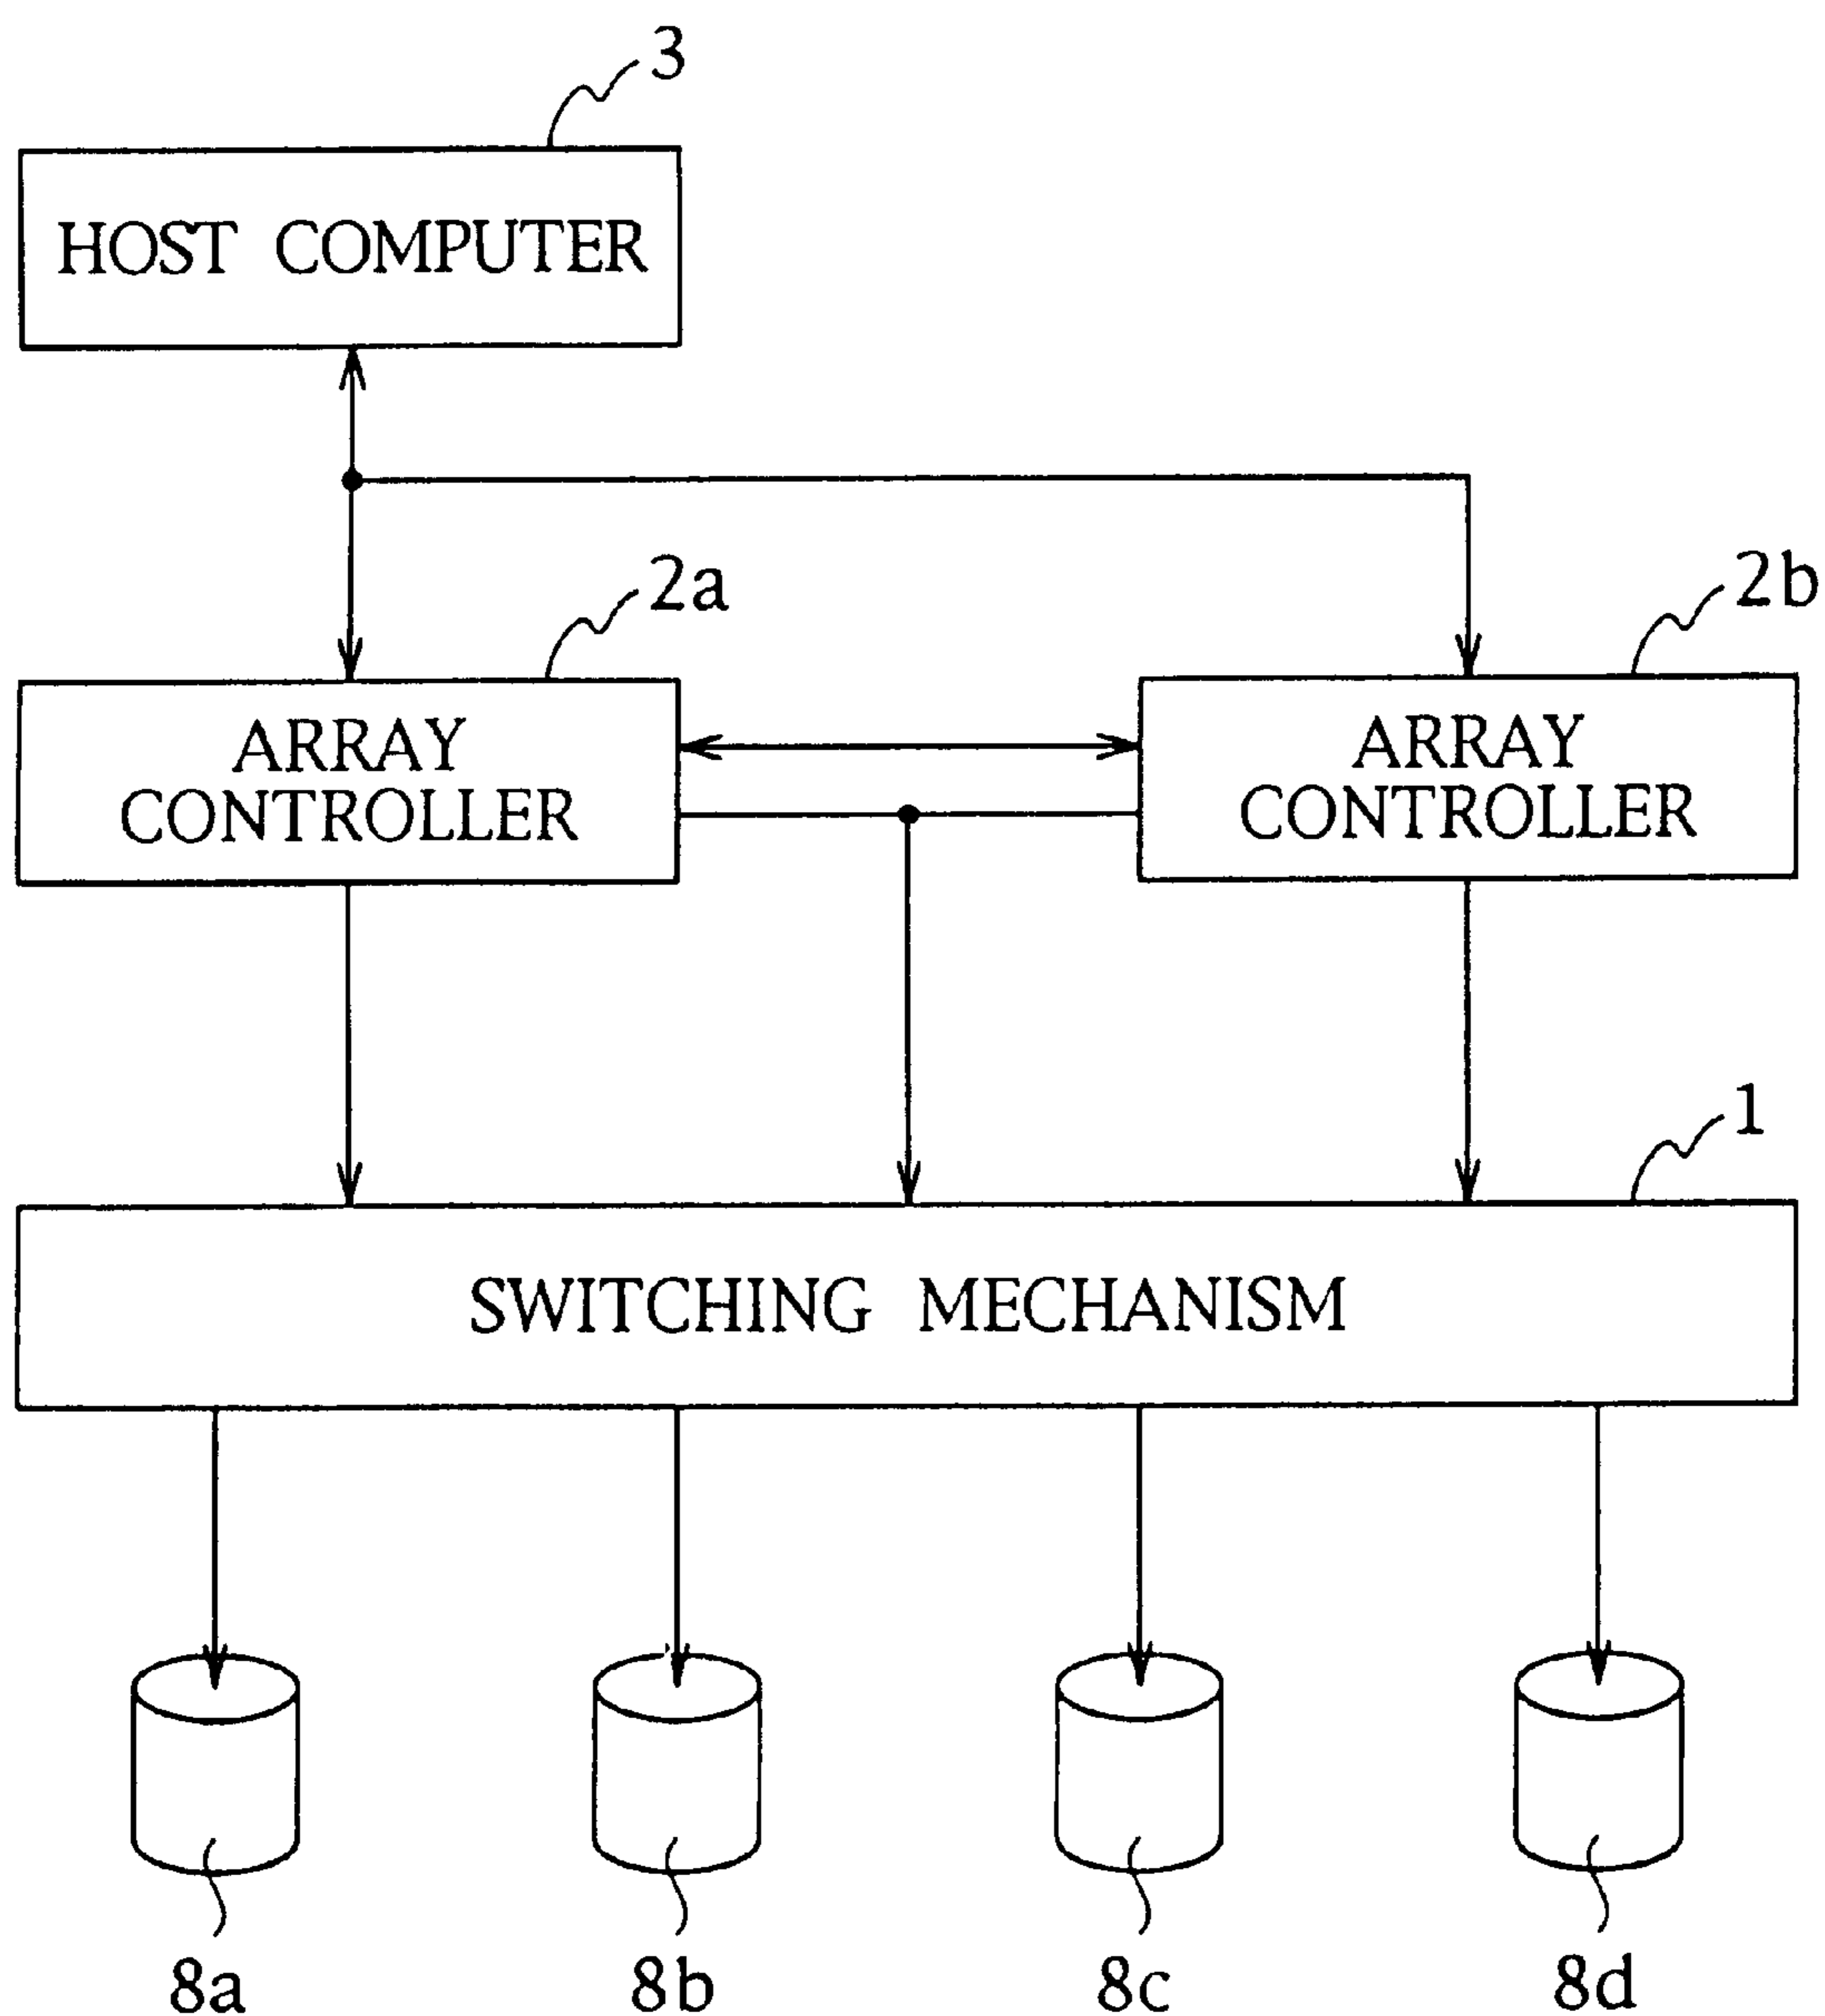 3
HOST COMPUTER
2a
2b
ARRAY
CONTROLLER
ARRAY
CONTROLLER
1
SWITCHING MECHANISM
8a
8b
8c
8d